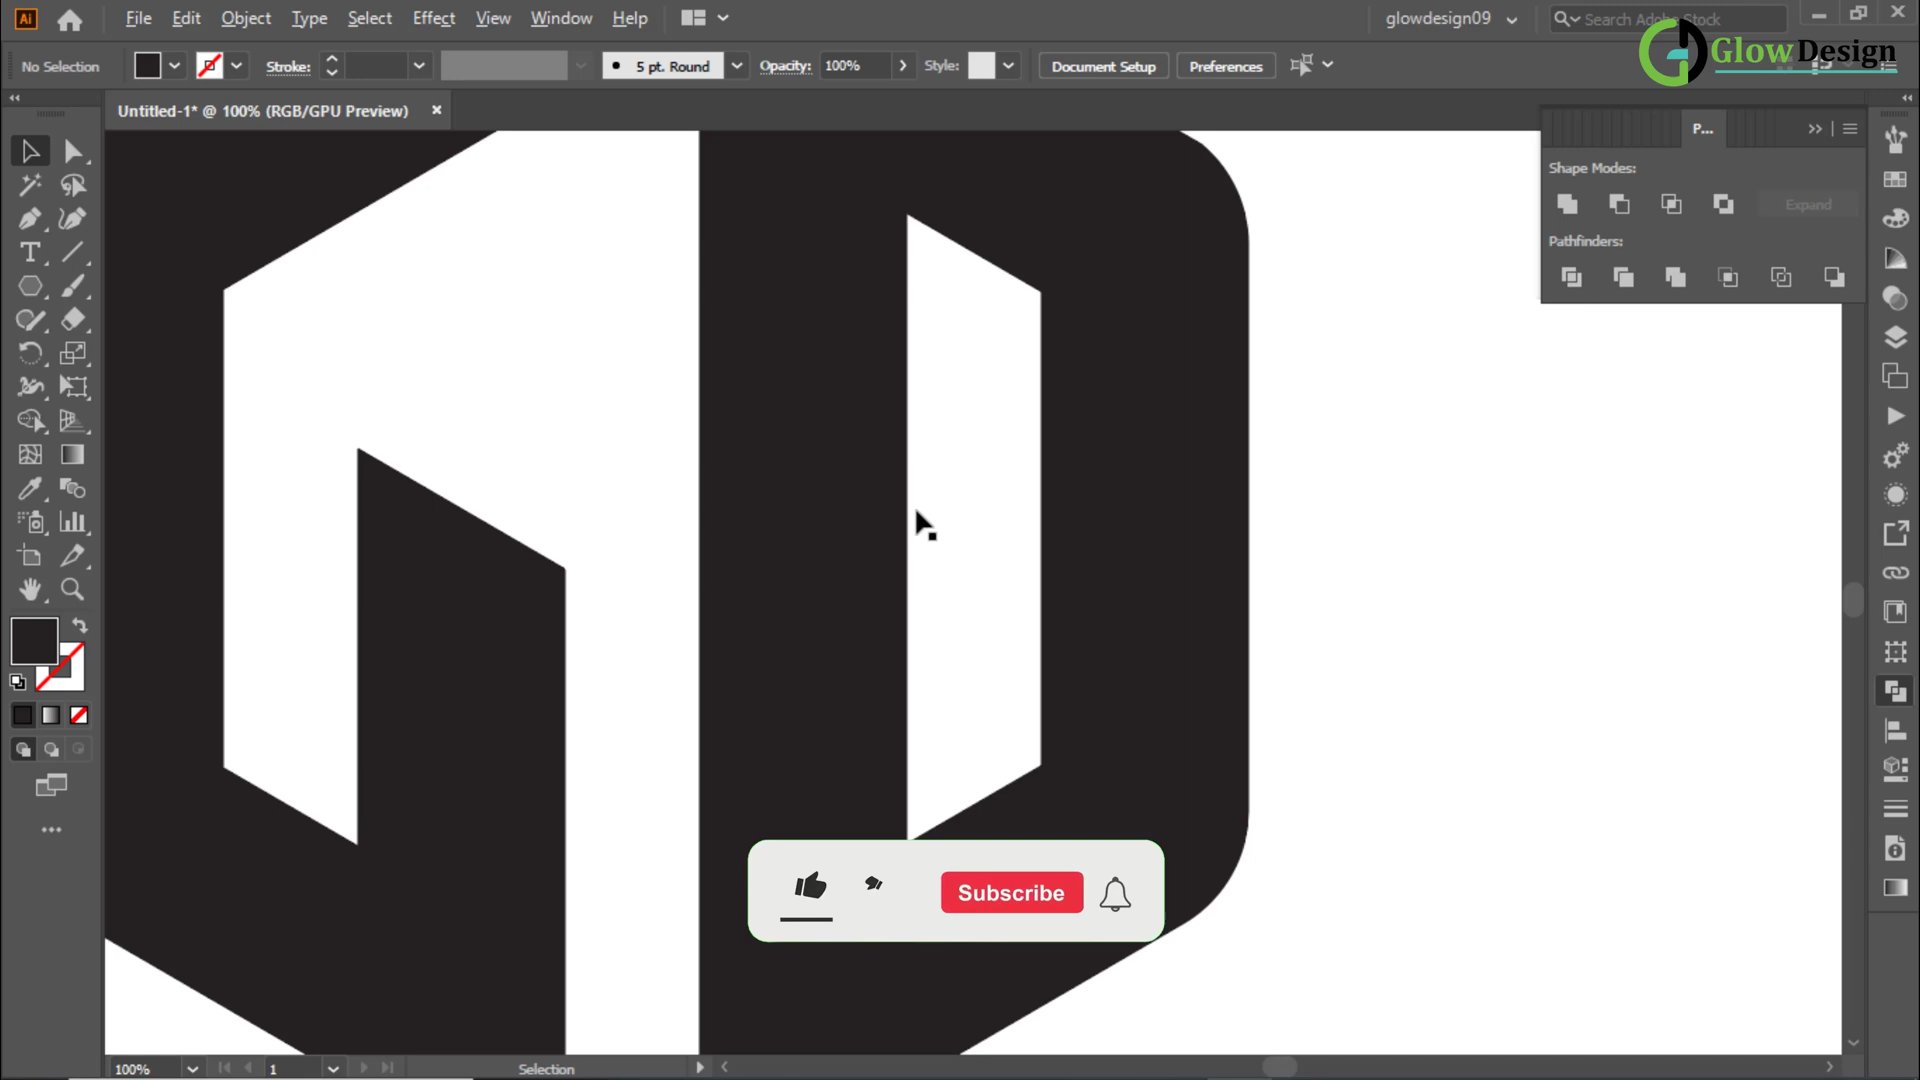 Ai File Edit Object Type Select Effect View Window Help glowdesign09 Search Adobe Stock
No Selection Stroke: 5 pt. Round Opacity: 100% Style: Document Setup Preferences
Glow Design
Untitled-1* @ 100% (RGB/GPU Preview) ×
P...
Shape Modes:
Expand
Pathfinders:
Subscribe
100% 1 Selection